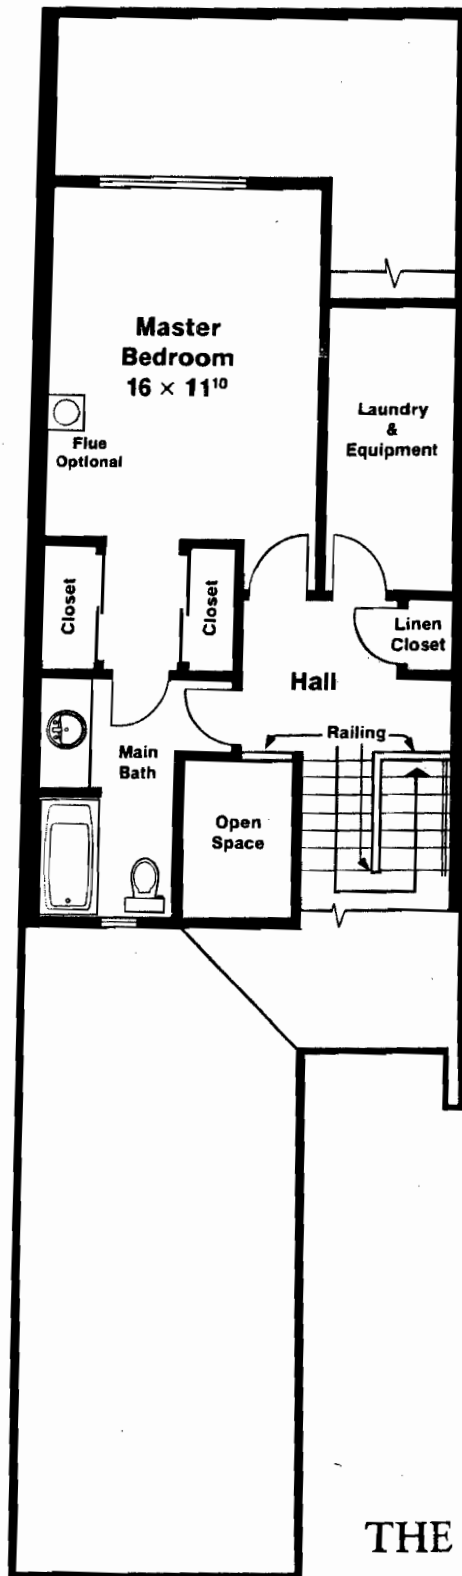 Master
Bedroom
16 × 11¹⁰
Laundry
&
Equipment
Flue
Optional
Closet
Closet
Linen
Closet
Hall
Railing
Main
Bath
Open
Space
THE